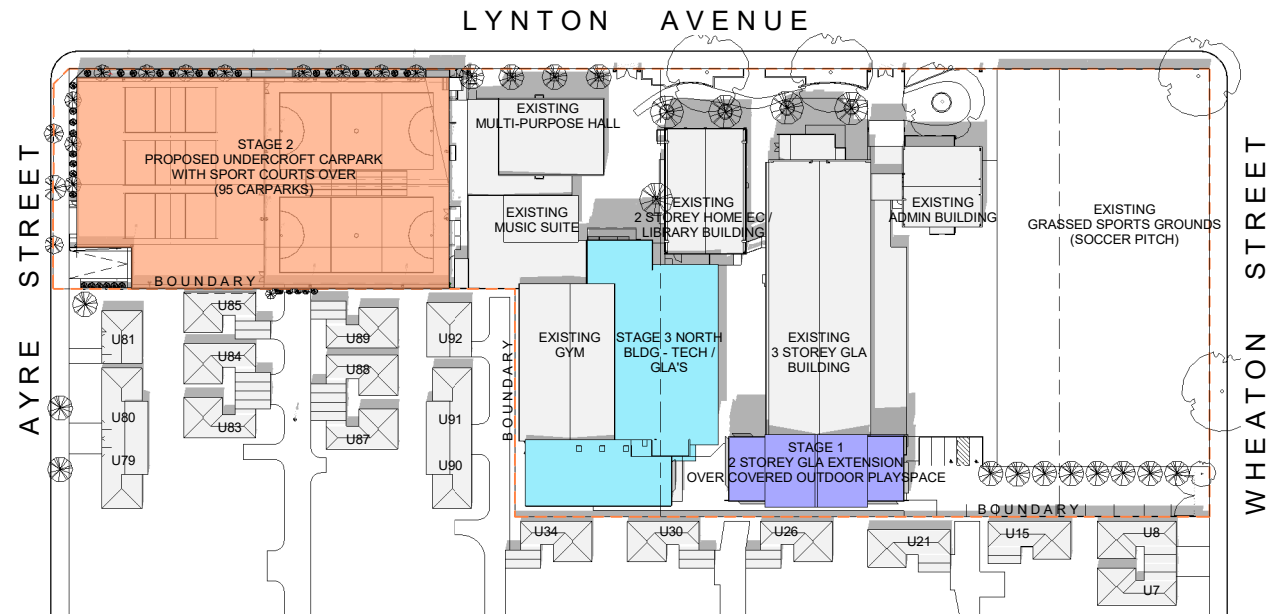 LYNTON AVENUE
AYRE STREET
WHEATON STREET
STAGE 2
PROPOSED UNDERCROFT CARPARK
WITH SPORT COURTS OVER
(95 CARPARKS)
EXISTING
MULTI-PURPOSE HALL
EXISTING
MUSIC SUITE
EXISTING
2 STOREY HOME EC /
LIBRARY BUILDING
EXISTING
ADMIN BUILDING
EXISTING
GRASSED SPORTS GROUNDS
(SOCCER PITCH)
BOUNDARY
EXISTING
GYM
STAGE 3 NORTH
BLDG - TECH /
GLA'S
EXISTING
3 STOREY GLA
BUILDING
BOUNDARY
STAGE 1
2 STOREY GLA EXTENSION
OVER COVERED OUTDOOR PLAYSPACE
BOUNDARY
U85
U81
U89
U92
U84
U88
U80
U83
U87
U91
U79
U90
U34
U30
U26
U21
U15
U8
U7